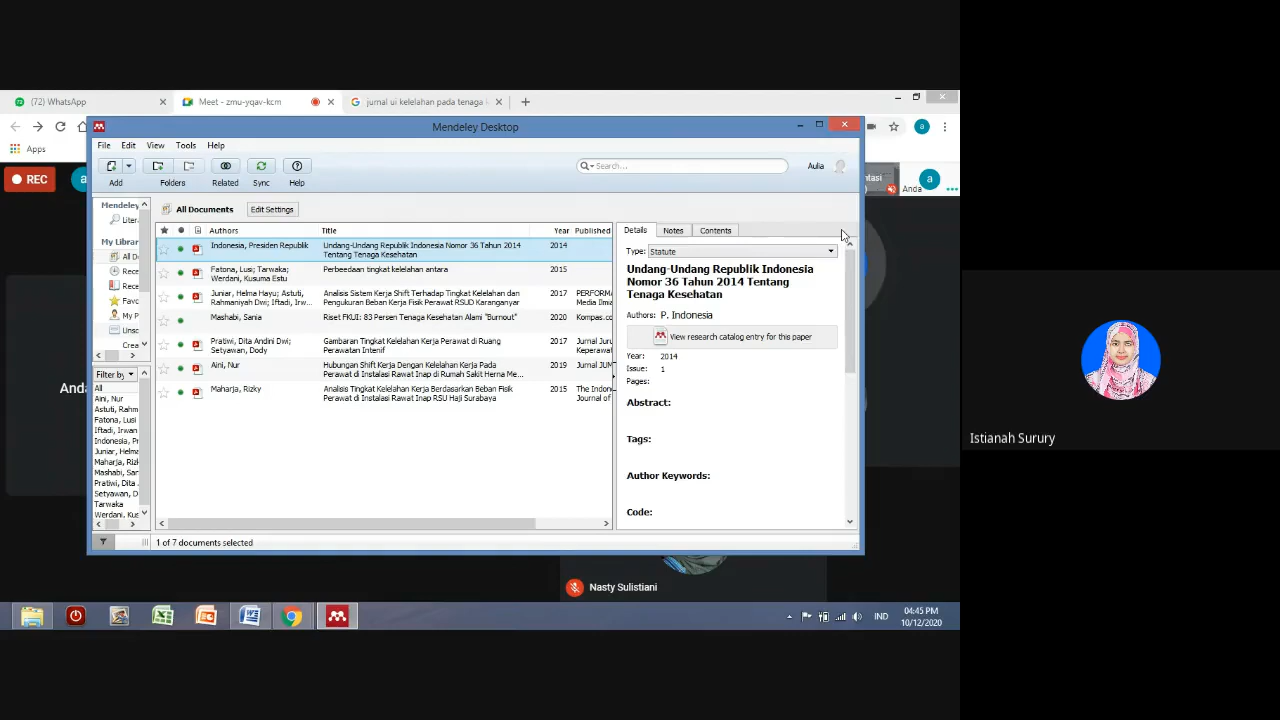 (72) WhatsApp
Meet - zmu-yqav-kcm
jurnal ui kelelahan pada tenaga
Apps
Mendeley Desktop
File Edit View Tools Help
Search...
Aulia
Add Folders Related Sync Help
REC
a
a
Anda
Mendeley
All Documents
Edit Settings
My Library
Authors Title Year Published
Indonesia, Presiden Republik Undang-Undang Republik Indonesia Nomor 36 Tahun 2014 2014
Tentang Tenaga Kesehatan
Fatona, Lusi; Tarwaka; Perbeedaan tingkat kelelahan antara 2015
Werdani, Kusuma Estu
Juniar, Helma Hayu; Astuti, Analisis Sistem Kerja Shift Terhadap Tingkat Kelelahan dan 2017 PERFORMA
Rahmaniyah Dwi; Iftadi, Irw... Pengukuran Beban Kerja Fisik Perawat RSUD Karanganyar Media Ilmia
Mashabi, Sania Riset FKUI: 83 Persen Tenaga Kesehatan Alami "Burnout" 2020 Kompas.co
Pratiwi, Dita Andini Dwi; Gambaran Tingkat Kelelahan Kerja Perawat di Ruang 2017 Jurnal Juru
Setyawan, Dody Perawatan Intenif Keperawat
Aini, Nur Hubungan Shift Kerja Dengan Kelelahan Kerja Pada 2019 Jurnal JUM
Perawat di Instalasi Rawat Inap di Rumah Sakit Herna Me...
Maharja, Rizky Analisis Tingkat Kelelahan Kerja Berdasarkan Beban Fisik 2015 The Indone
Perawat di Instalasi Rawat Inap RSU Haji Surabaya Journal of
Filter by
All
Aini, Nur
Astuti, Rahm
Fatona, Lusi
Iftadi, Irwan
Indonesia, Pr
Juniar, Helma
Maharja, Rizk
Mashabi, San
Pratiwi, Dita
Setyawan, D
Tarwaka
Werdani, Kus
Details Notes Contents
Type: Statute
Undang-Undang Republik Indonesia
Nomor 36 Tahun 2014 Tentang
Tenaga Kesehatan
Authors: P. Indonesia
View research catalog entry for this paper
Year: 2014
Issue: 1
Pages:
Abstract:
Tags:
Author Keywords:
Code:
1 of 7 documents selected
Nasty Sulistiani
IND
04:45 PM
10/12/2020
Istianah Surury